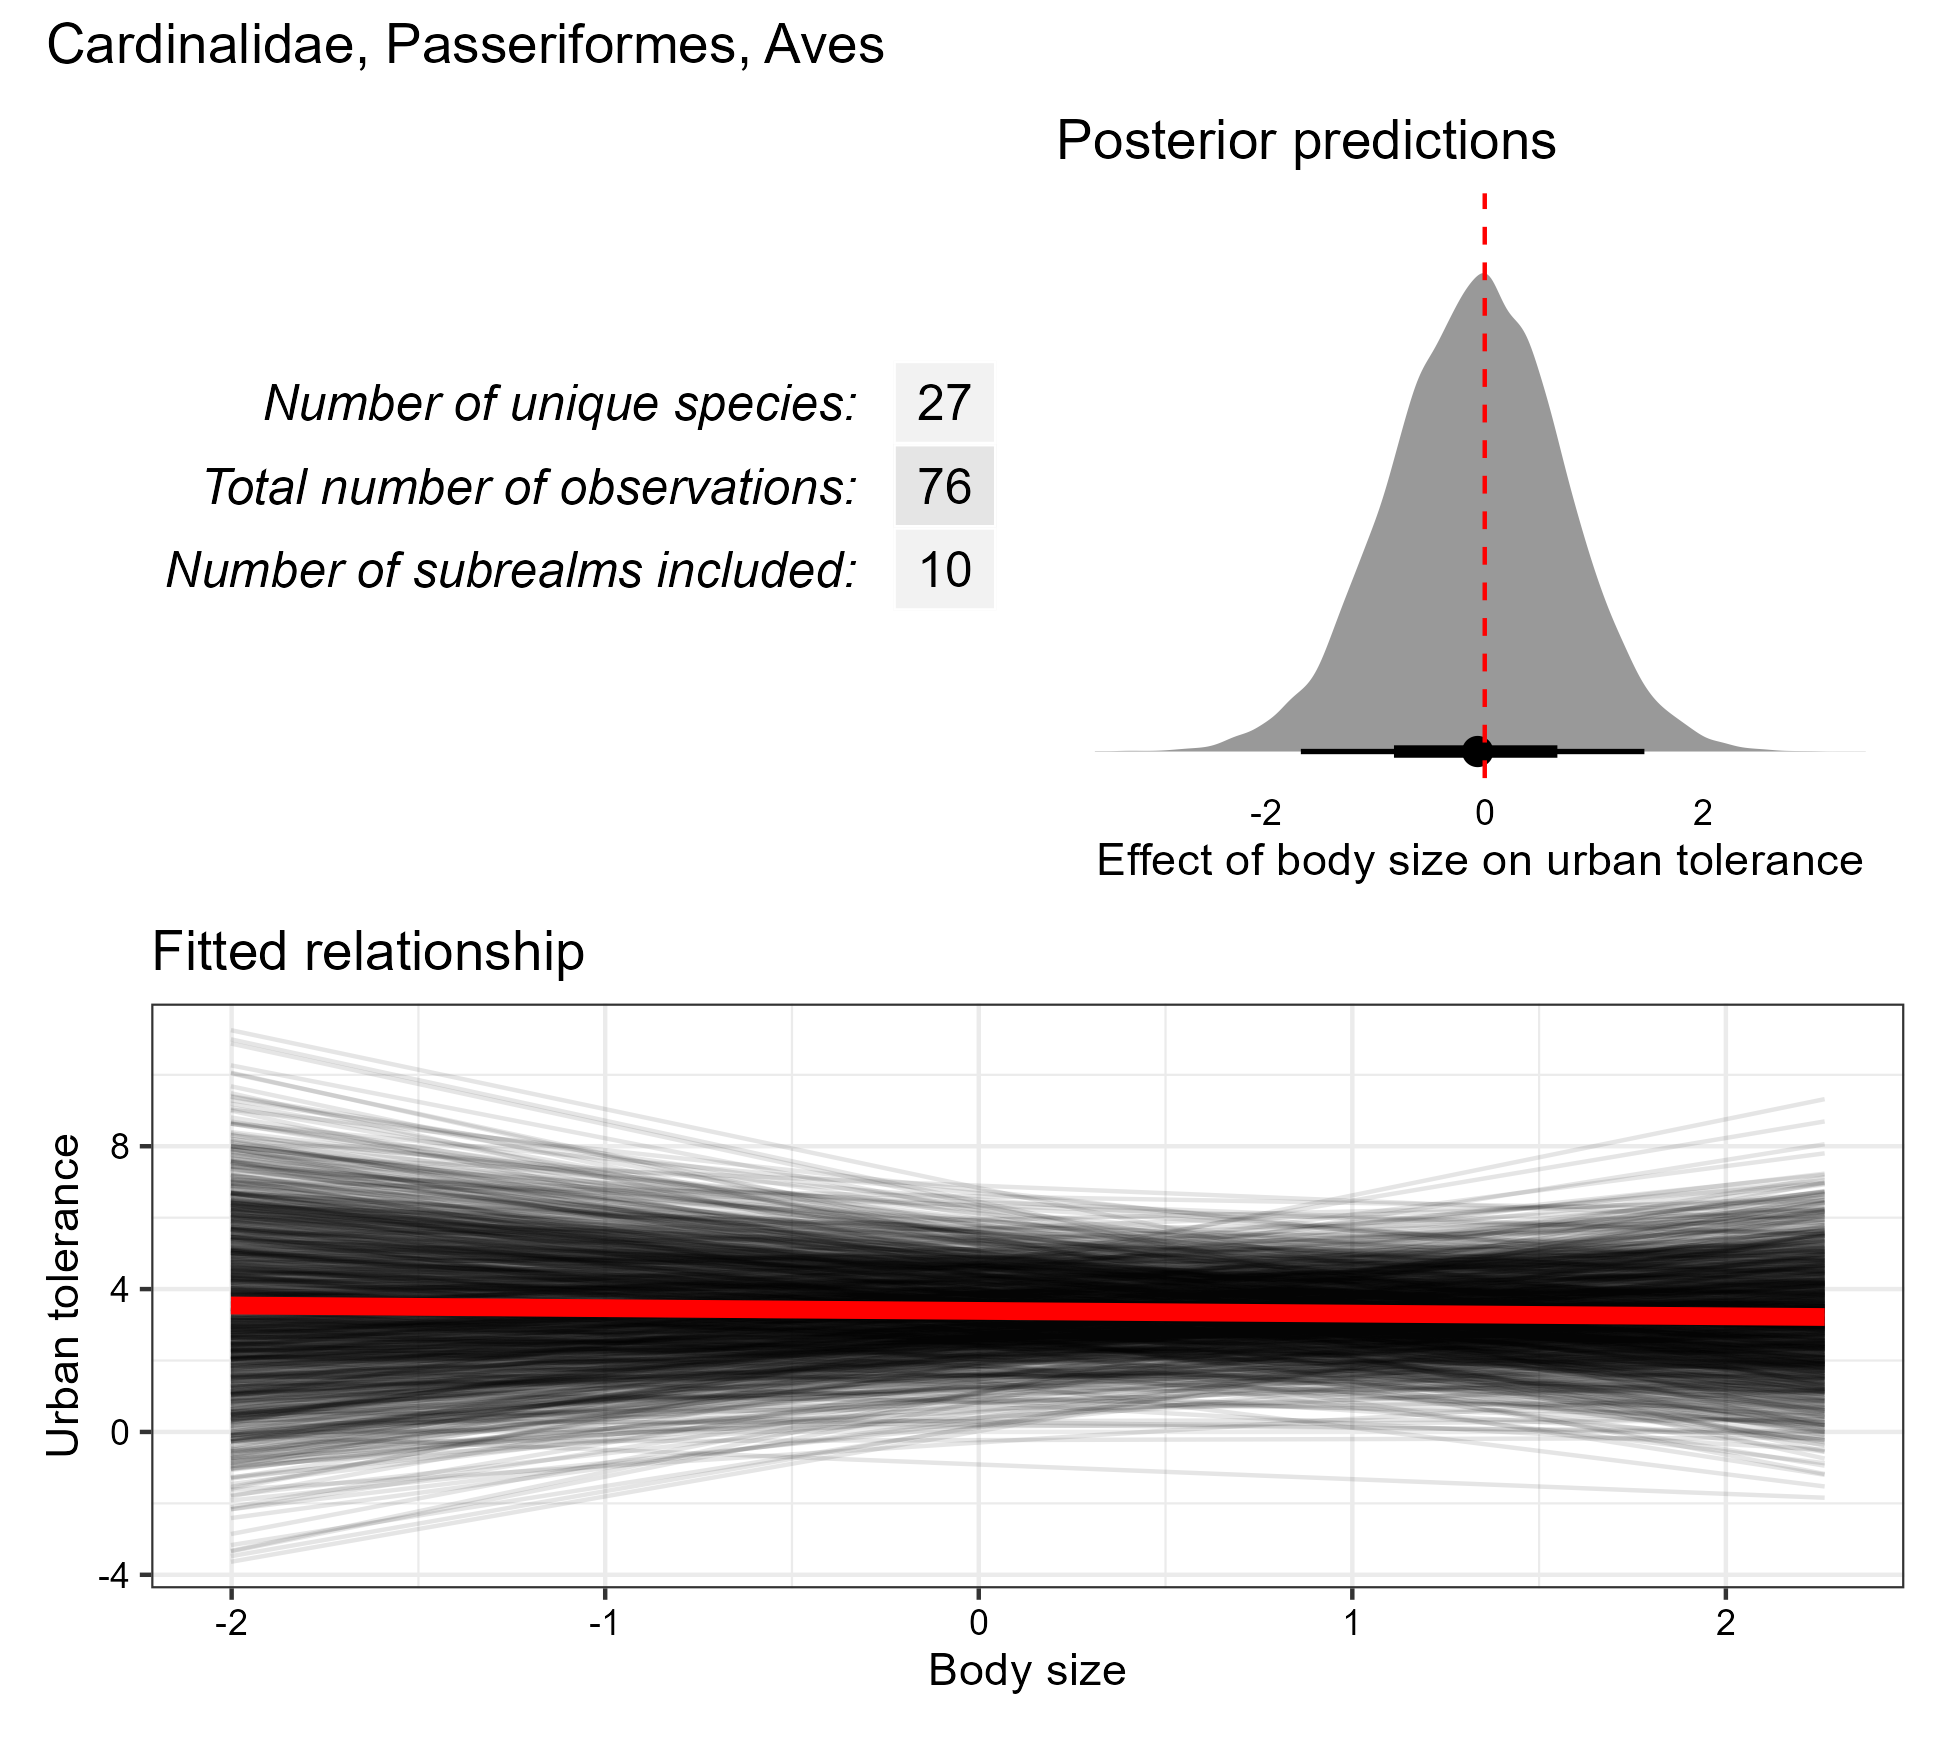 Cardinalidae, Passeriformes, Aves
Posterior predictions
Number of unique species: 27
Total number of observations: 76
Number of subrealms included: 10
-2 0 2
Effect of body size on urban tolerance
Fitted relationship
Urban tolerance
8
4
0
-4
-2 -1 0 1 2
Body size